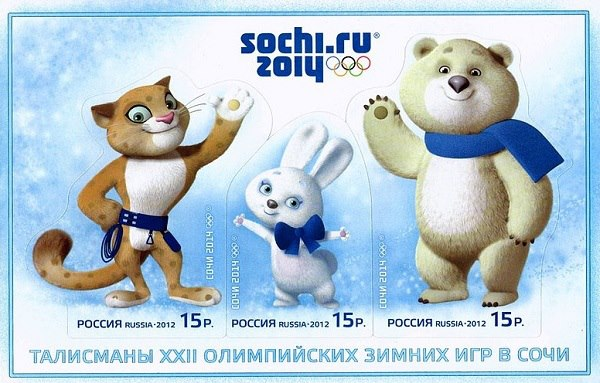 sochi.ru®
2014
СОЧИ 2014
РОССИЯ RUSSIA·2012 15Р.
СОЧИ 2014
РОССИЯ RUSSIA·2012 15Р.
СОЧИ 2014
РОССИЯ RUSSIA·2012 15Р.
ТАЛИСМАНЫ XXII ОЛИМПИЙСКИХ ЗИМНИХ ИГР В СОЧИ